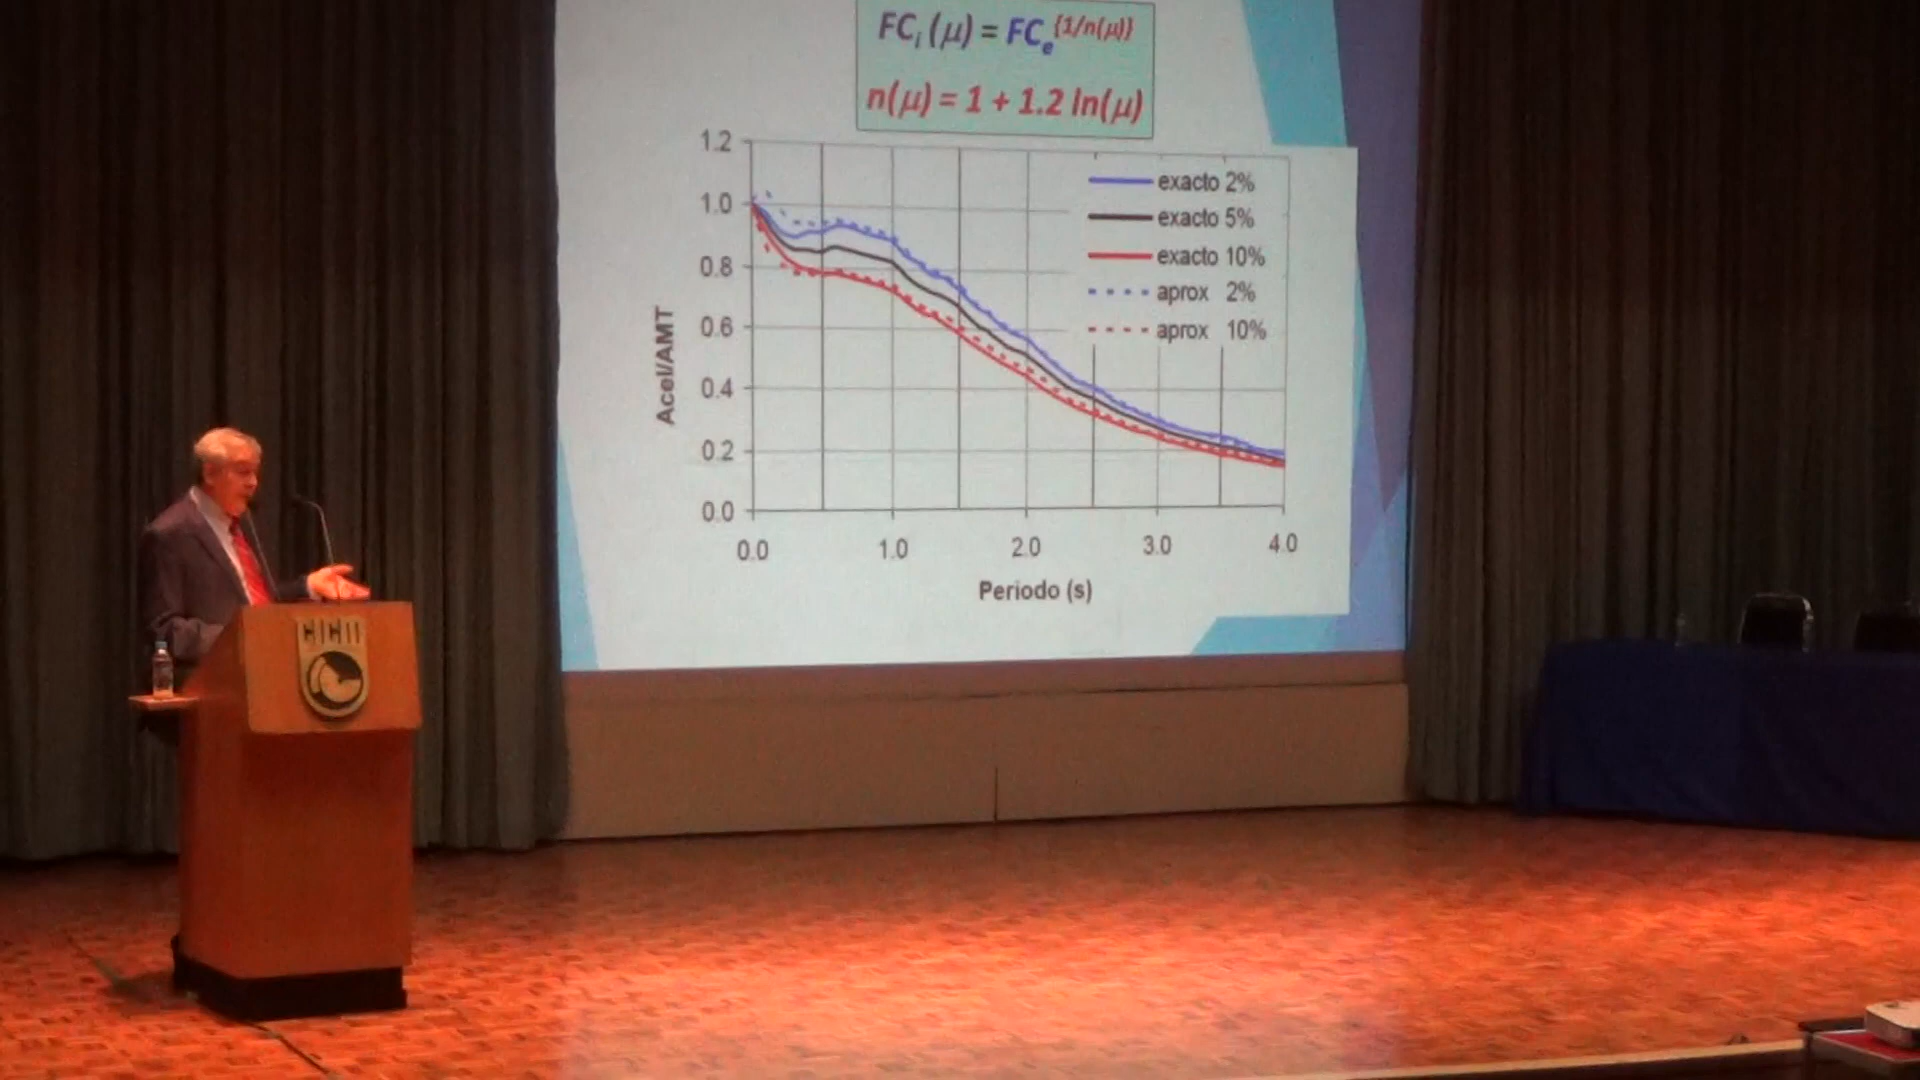 FCᵢ (μ) = FCₑ^{1/n(μ)}
n(μ) = 1 + 1.2 ln(μ)
1.2
1.0
0.8
0.6
0.4
0.2
0.0
Acel/AMT
exacto 2%
exacto 5%
exacto 10%
aprox 2%
aprox 10%
0.0 1.0 2.0 3.0 4.0
Periodo (s)